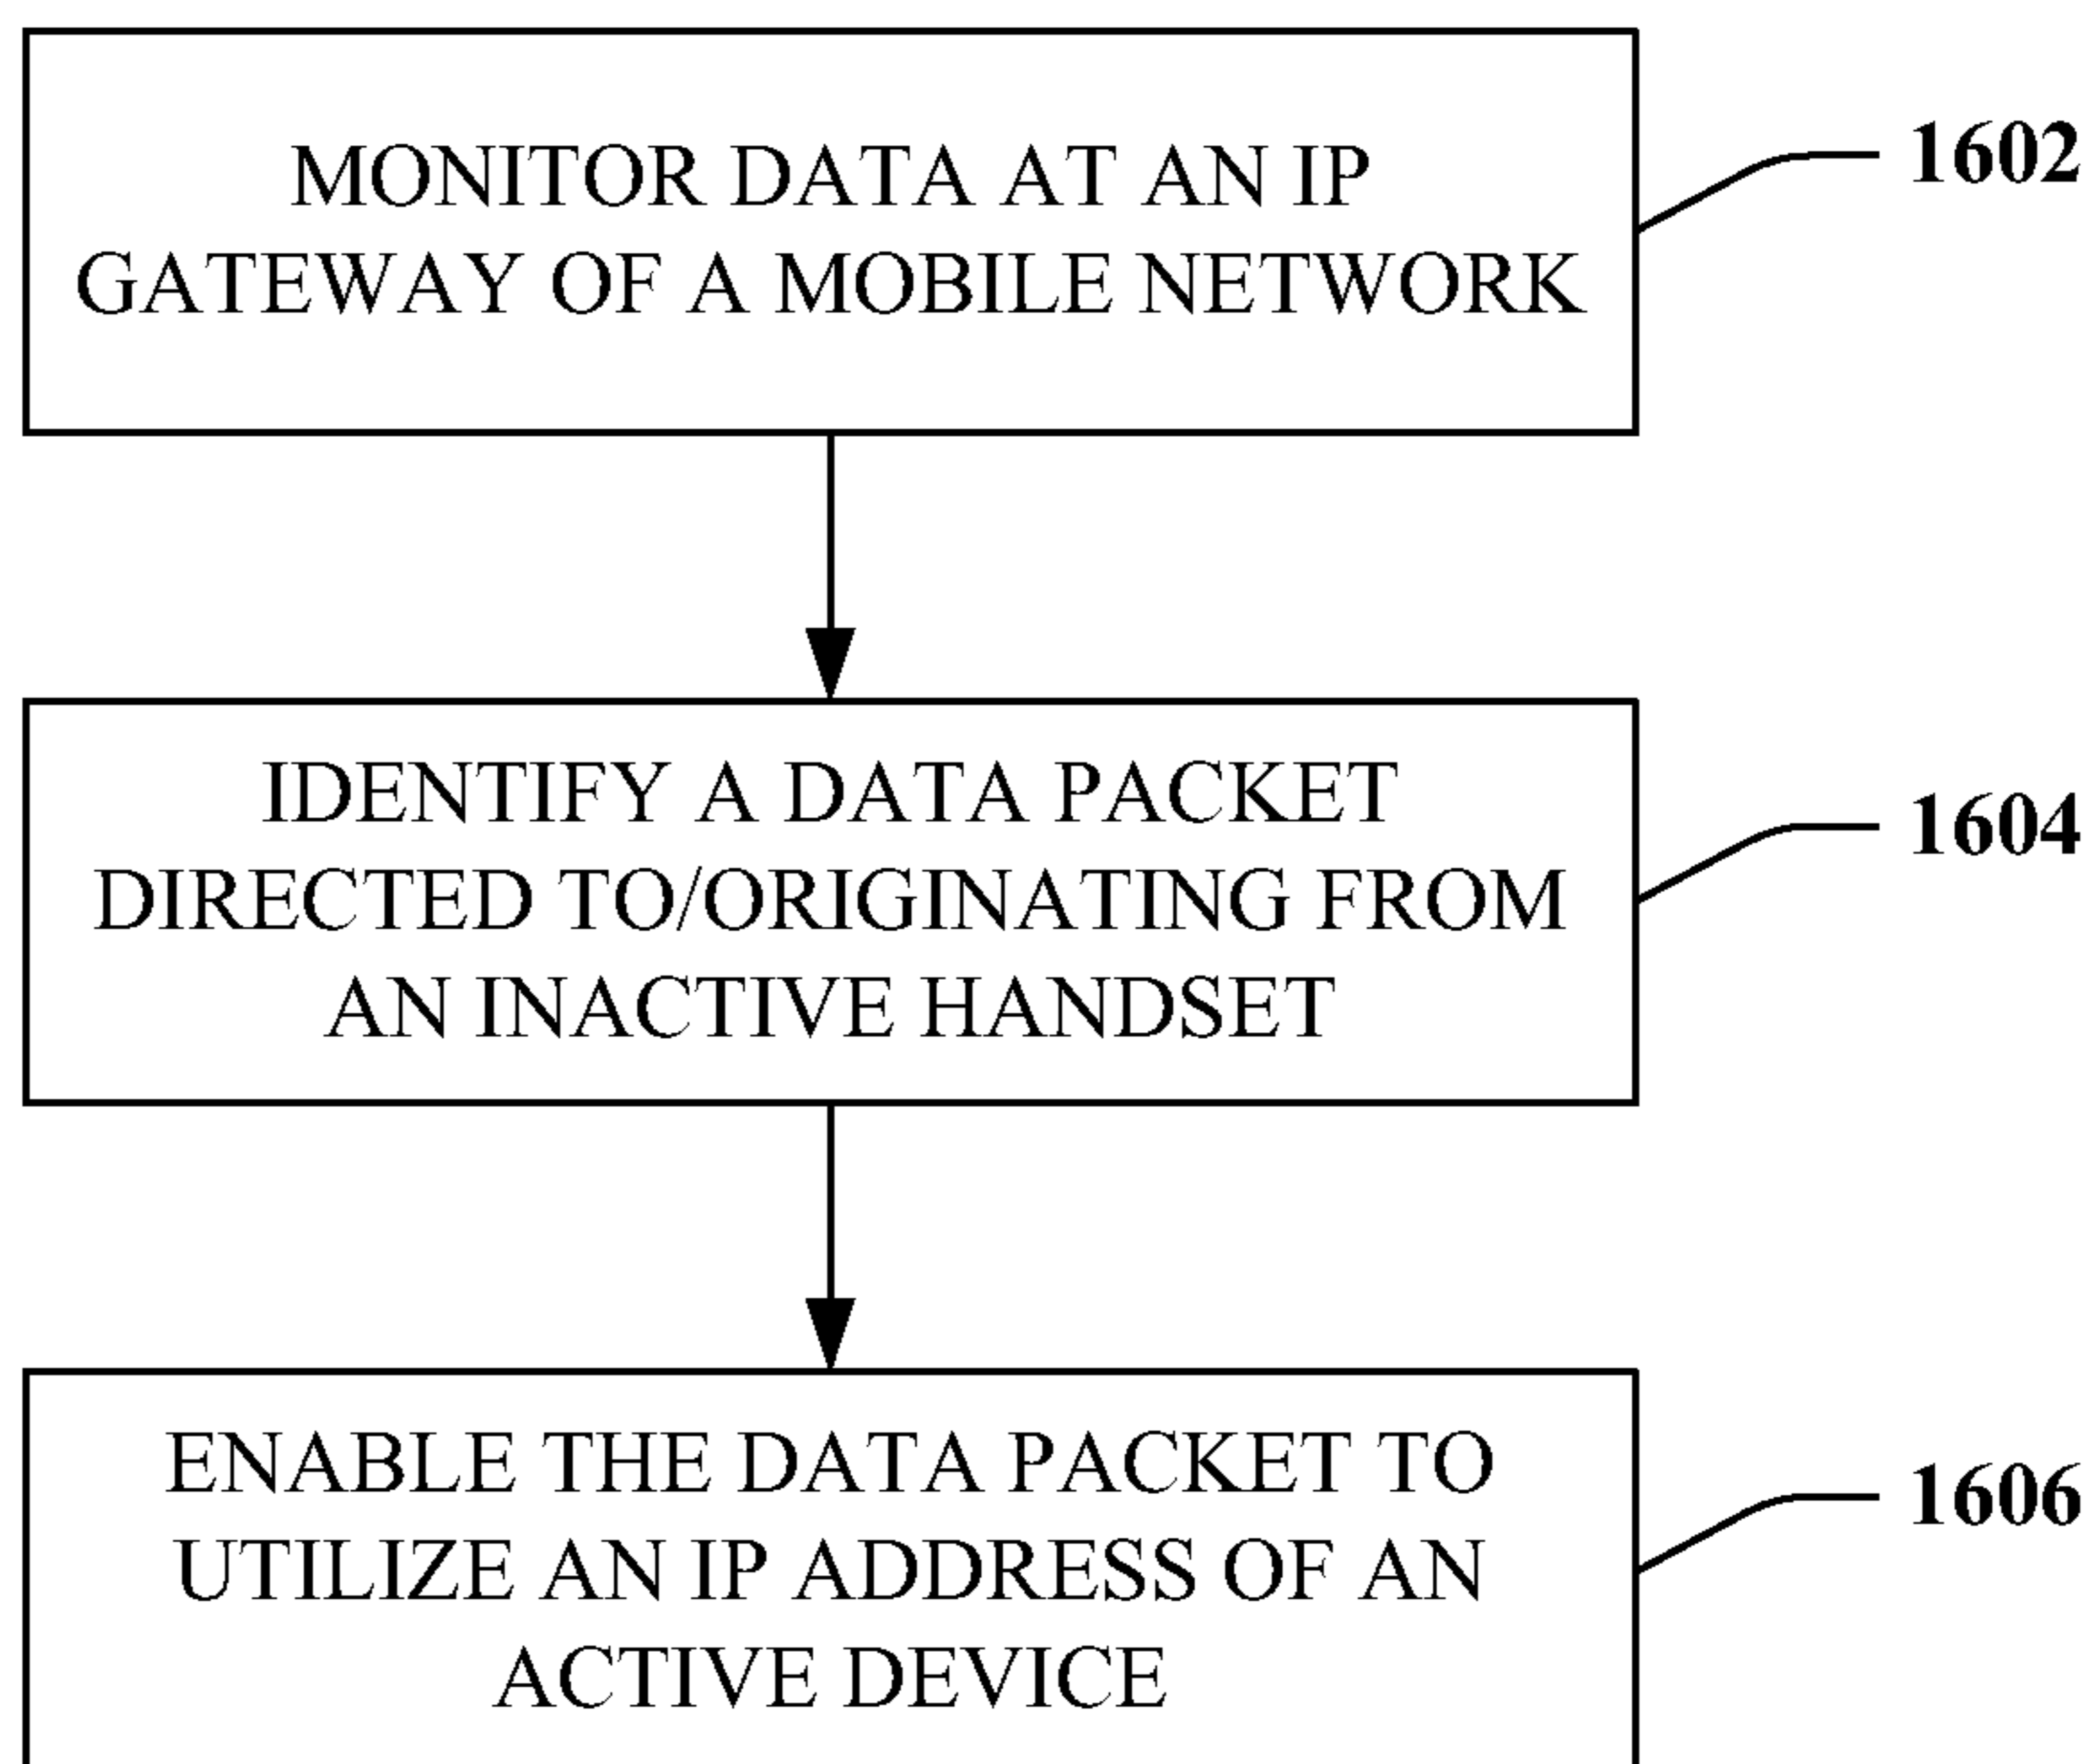 MONITOR DATA AT AN IP
GATEWAY OF A MOBILE NETWORK
1602
IDENTIFY A DATA PACKET
DIRECTED TO/ORIGINATING FROM
AN INACTIVE HANDSET
1604
ENABLE THE DATA PACKET TO
UTILIZE AN IP ADDRESS OF AN
ACTIVE DEVICE
1606